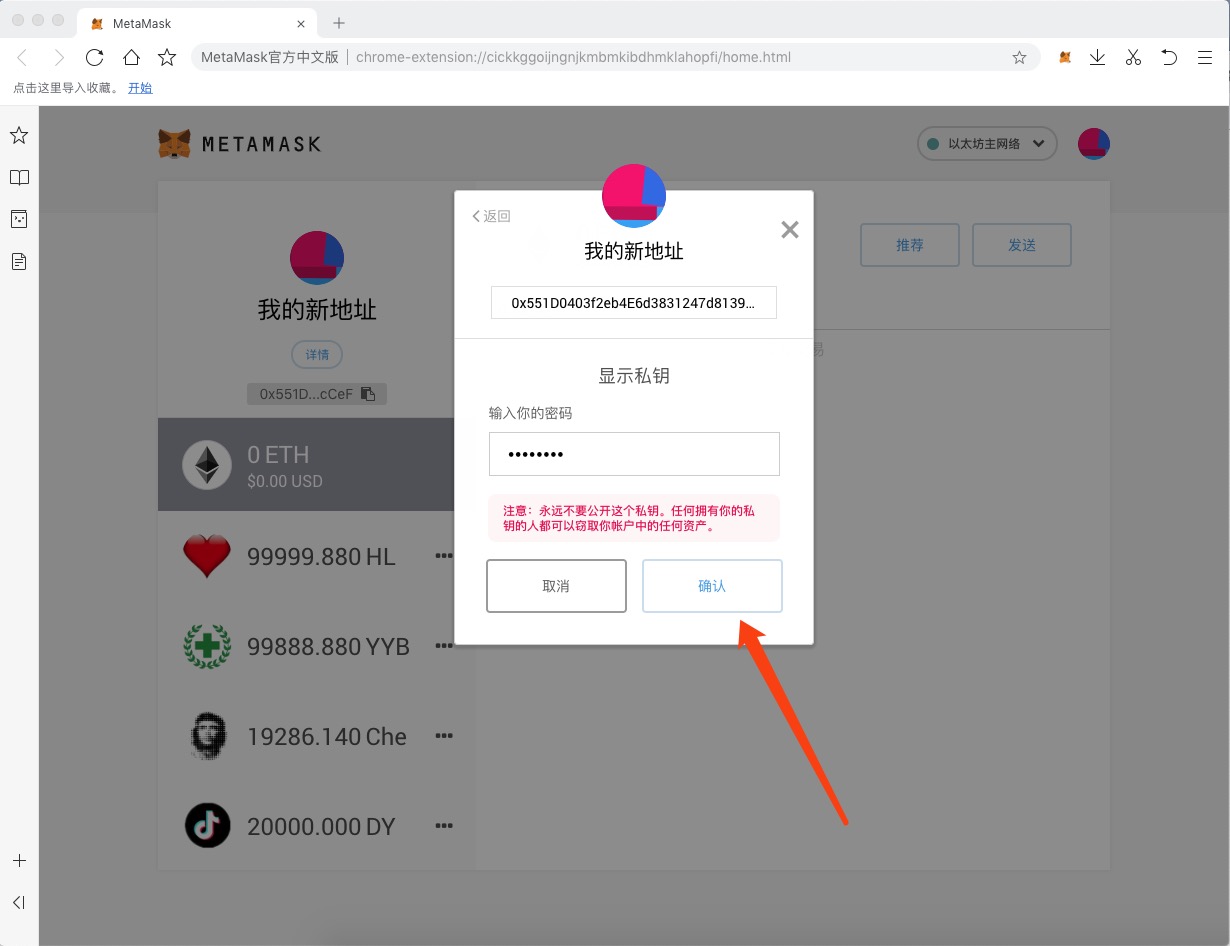 MetaMask
MetaMask官方中文版
chrome-extension://cickkggoijngnjkmbmkibdhmklahopfi/home.html
点击这里导入收藏。 开始
METAMASK
以太坊主网络
返回
我的新地址
0x551D0403f2eb4E6d3831247d8139...
显示私钥
输入你的密码
••••••••
注意：永远不要公开这个私钥。任何拥有你的私
钥的人都可以窃取你帐户中的任何资产。
取消
确认
我的新地址
详情
0x551D...cCeF
0 ETH
$0.00 USD
99999.880 HL
99888.880 YYB
19286.140 Che
20000.000 DY
推荐
发送
易